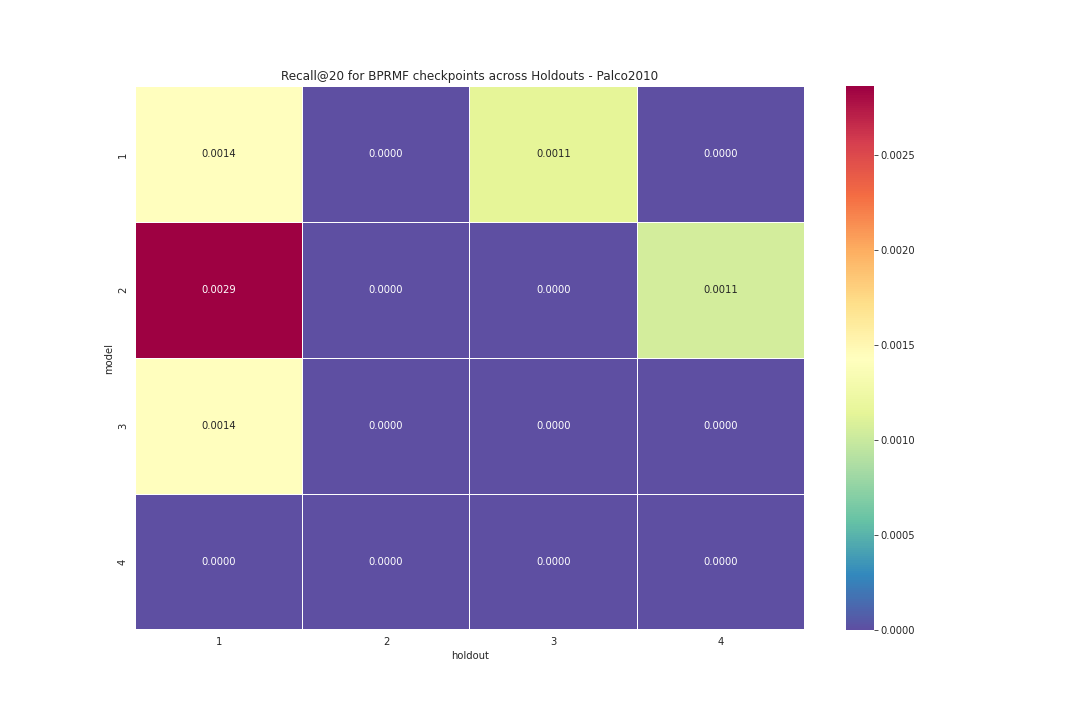 Recall@20 for BPRMF checkpoints across Holdouts - Palco2010
model
1
0.0014 0.0000 0.0011 0.0000
2
0.0029 0.0000 0.0000 0.0011
3
0.0014 0.0000 0.0000 0.0000
4
0.0000 0.0000 0.0000 0.0000
1 2 3 4
holdout
0.0025
0.0020
0.0015
0.0010
0.0005
0.0000